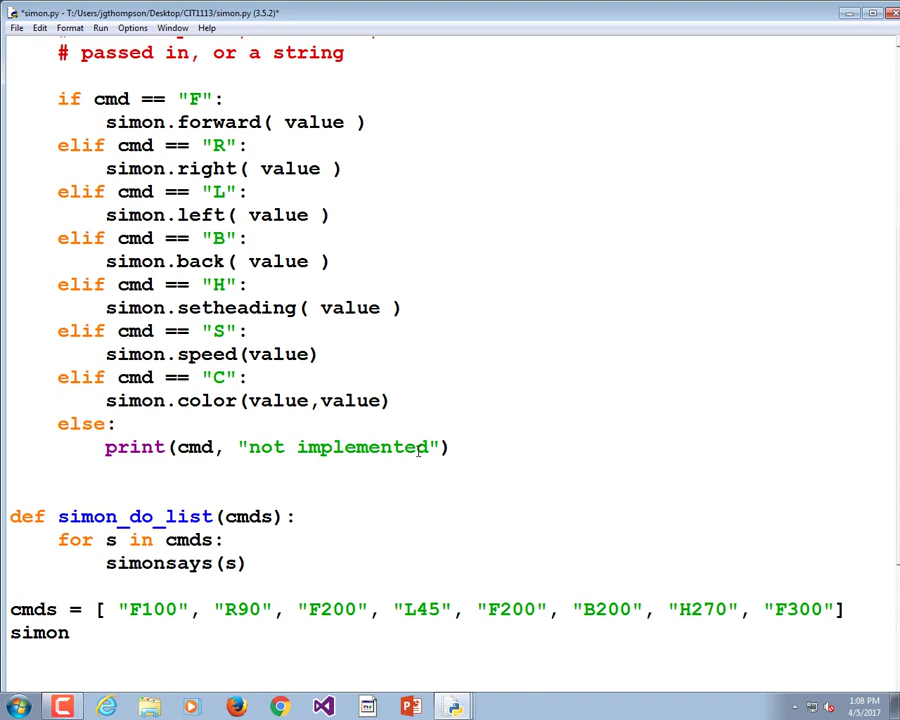 *simon.py - T:/Users/jgthompson/Desktop/CIT1113/simon.py (3.5.2)*
File Edit Format Run Options Window Help
# passed in, or a string
if cmd == "F":
simon.forward( value )
elif cmd == "R":
simon.right( value )
elif cmd == "L":
simon.left( value )
elif cmd == "B":
simon.back( value )
elif cmd == "H":
simon.setheading( value )
elif cmd == "S":
simon.speed(value)
elif cmd == "C":
simon.color(value,value)
else:
print(cmd, "not implemented")
def simon_do_list(cmds):
for s in cmds:
simonsays(s)
cmds = [ "F100", "R90", "F200", "L45", "F200", "B200", "H270", "F300"]
simon
1:08 PM
4/5/2017